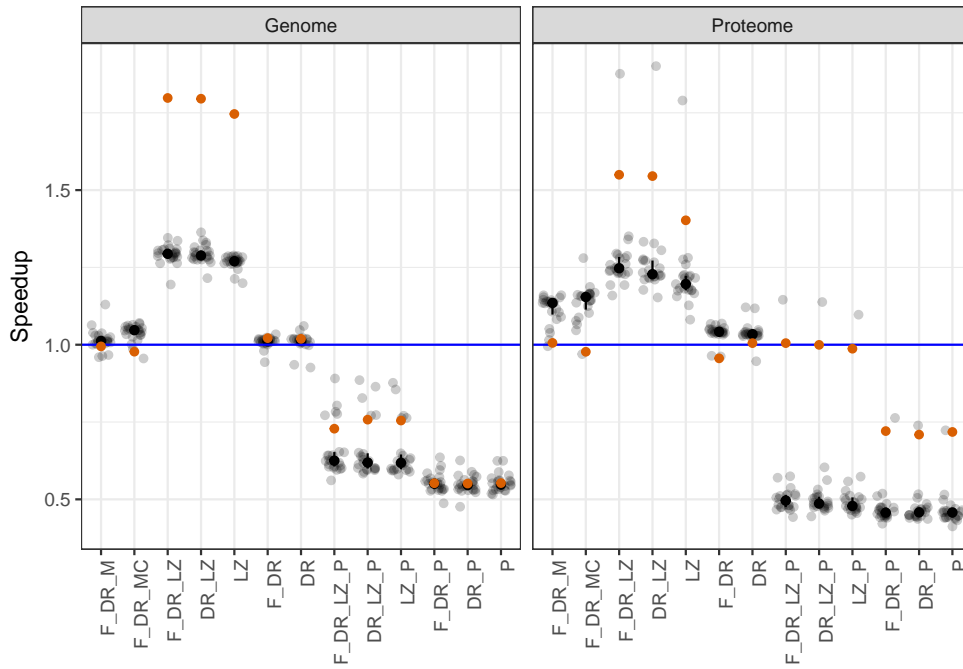 Genome
Proteome
Speedup
1.5
1.0
0.5
F_DR_M
F_DR_MC
F_DR_LZ
DR_LZ
LZ
F_DR
DR
F_DR_LZ_P
DR_LZ_P
LZ_P
F_DR_P
DR_P
P
F_DR_M
F_DR_MC
F_DR_LZ
DR_LZ
LZ
F_DR
DR
F_DR_LZ_P
DR_LZ_P
LZ_P
F_DR_P
DR_P
P